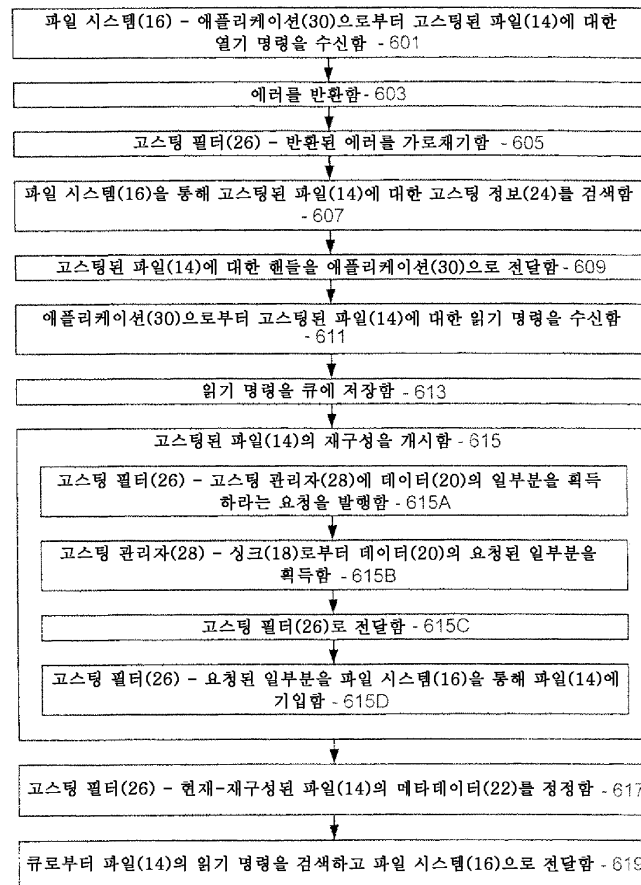 파일 시스템(16) - 애플리케이션(30)으로부터 고스팅된 파일(14)에 대한
열기 명령을 수신함 - 601
에러를 반환함 - 603
고스팅 필터(26) - 반환된 에러를 가로채기함 - 605
파일 시스템(16)을 통해 고스팅된 파일(14)에 대한 고스팅 정보(24)를 검색함
- 607
고스팅된 파일(14)에 대한 핸들을 애플리케이션(30)으로 전달함 - 609
애플리케이션(30)으로부터 고스팅된 파일(14)에 대한 읽기 명령을 수신함
- 611
읽기 명령을 큐에 저장함 - 613
고스팅된 파일(14)의 재구성을 개시함 - 615
고스팅 필터(26) - 고스팅 관리자(28)에 데이터(20)의 일부분을 획득
하라는 요청을 발행함 - 615A
고스팅 관리자(28) - 싱크(18)로부터 데이터(20)의 요청된 일부분을
획득함 - 615B
고스팅 필터(26)로 전달함 - 615C
고스팅 필터(26) - 요청된 일부분을 파일 시스템(16)을 통해 파일(14)에
기입함 - 615D
고스팅 필터(26) - 현재-재구성된 파일(14)의 메타데이터(22)를 정정함 - 617
큐로부터 파일(14)의 읽기 명령을 검색하고 파일 시스템(16)으로 전달함 - 619